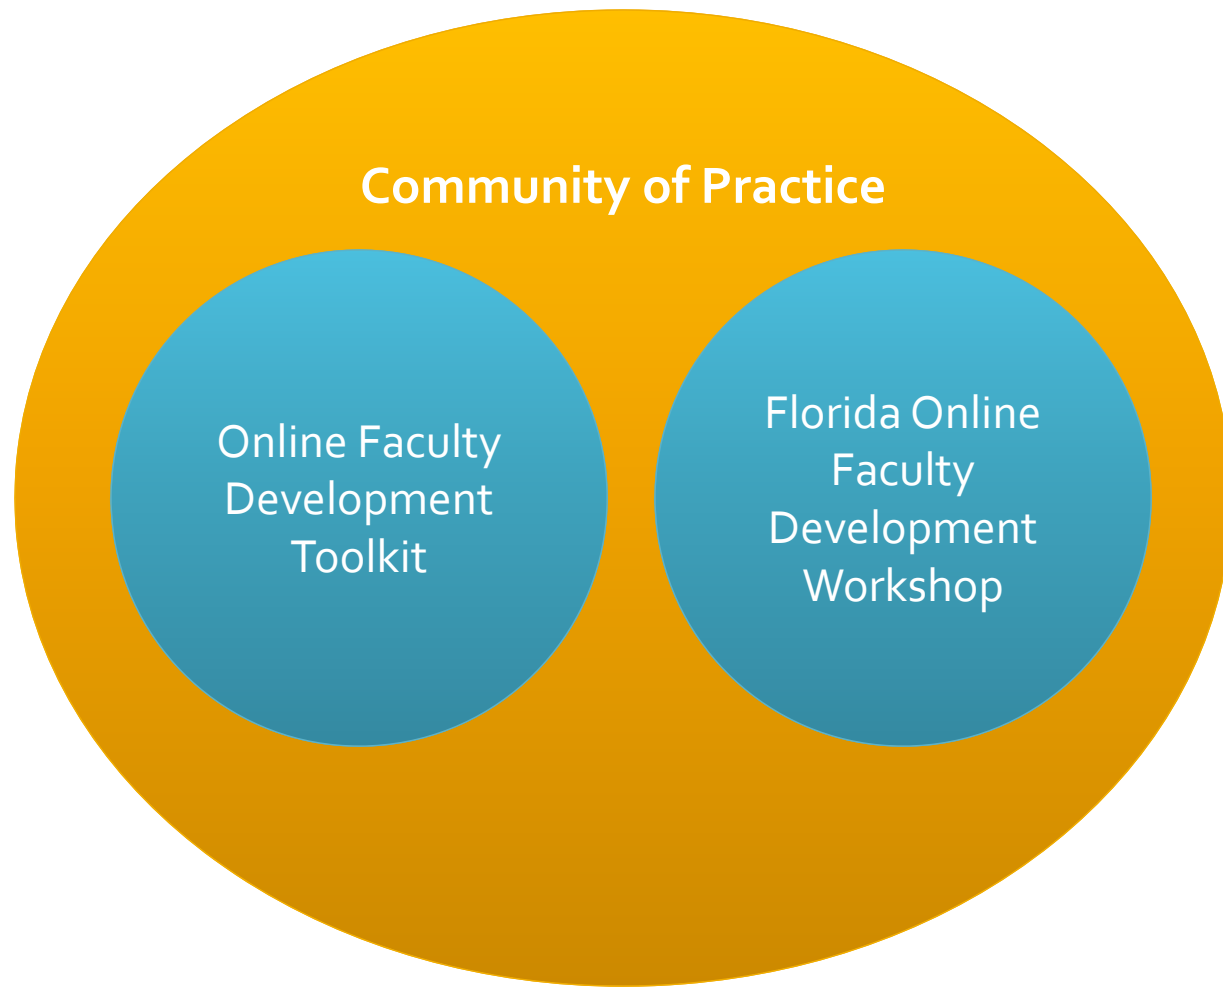 Community of Practice
Online Faculty
Development
Toolkit
Florida Online
Faculty
Development
Workshop